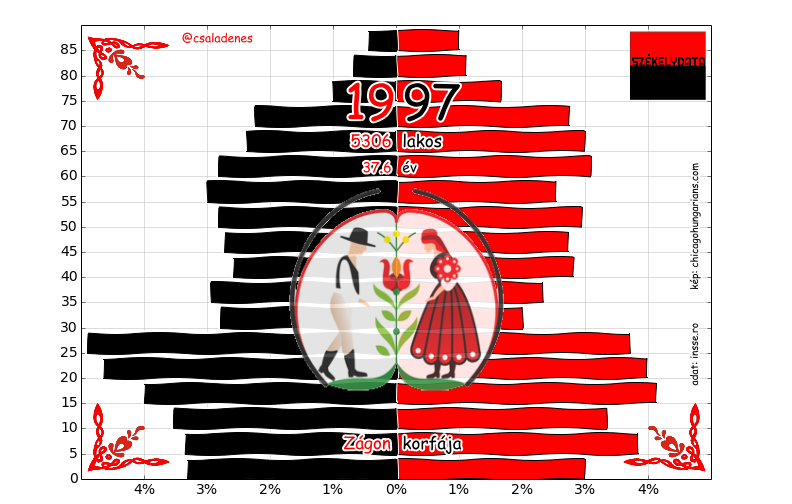 @csaladenes
SZÉKELYDATA
1997
5306 lakos
37.6 év
kép: chicagohungarians.com
adat: insse.ro
Zágon korfája
85
80
75
70
65
60
55
50
45
40
35
30
25
20
15
10
5
0
4% 3% 2% 1% 0% 1% 2% 3% 4%